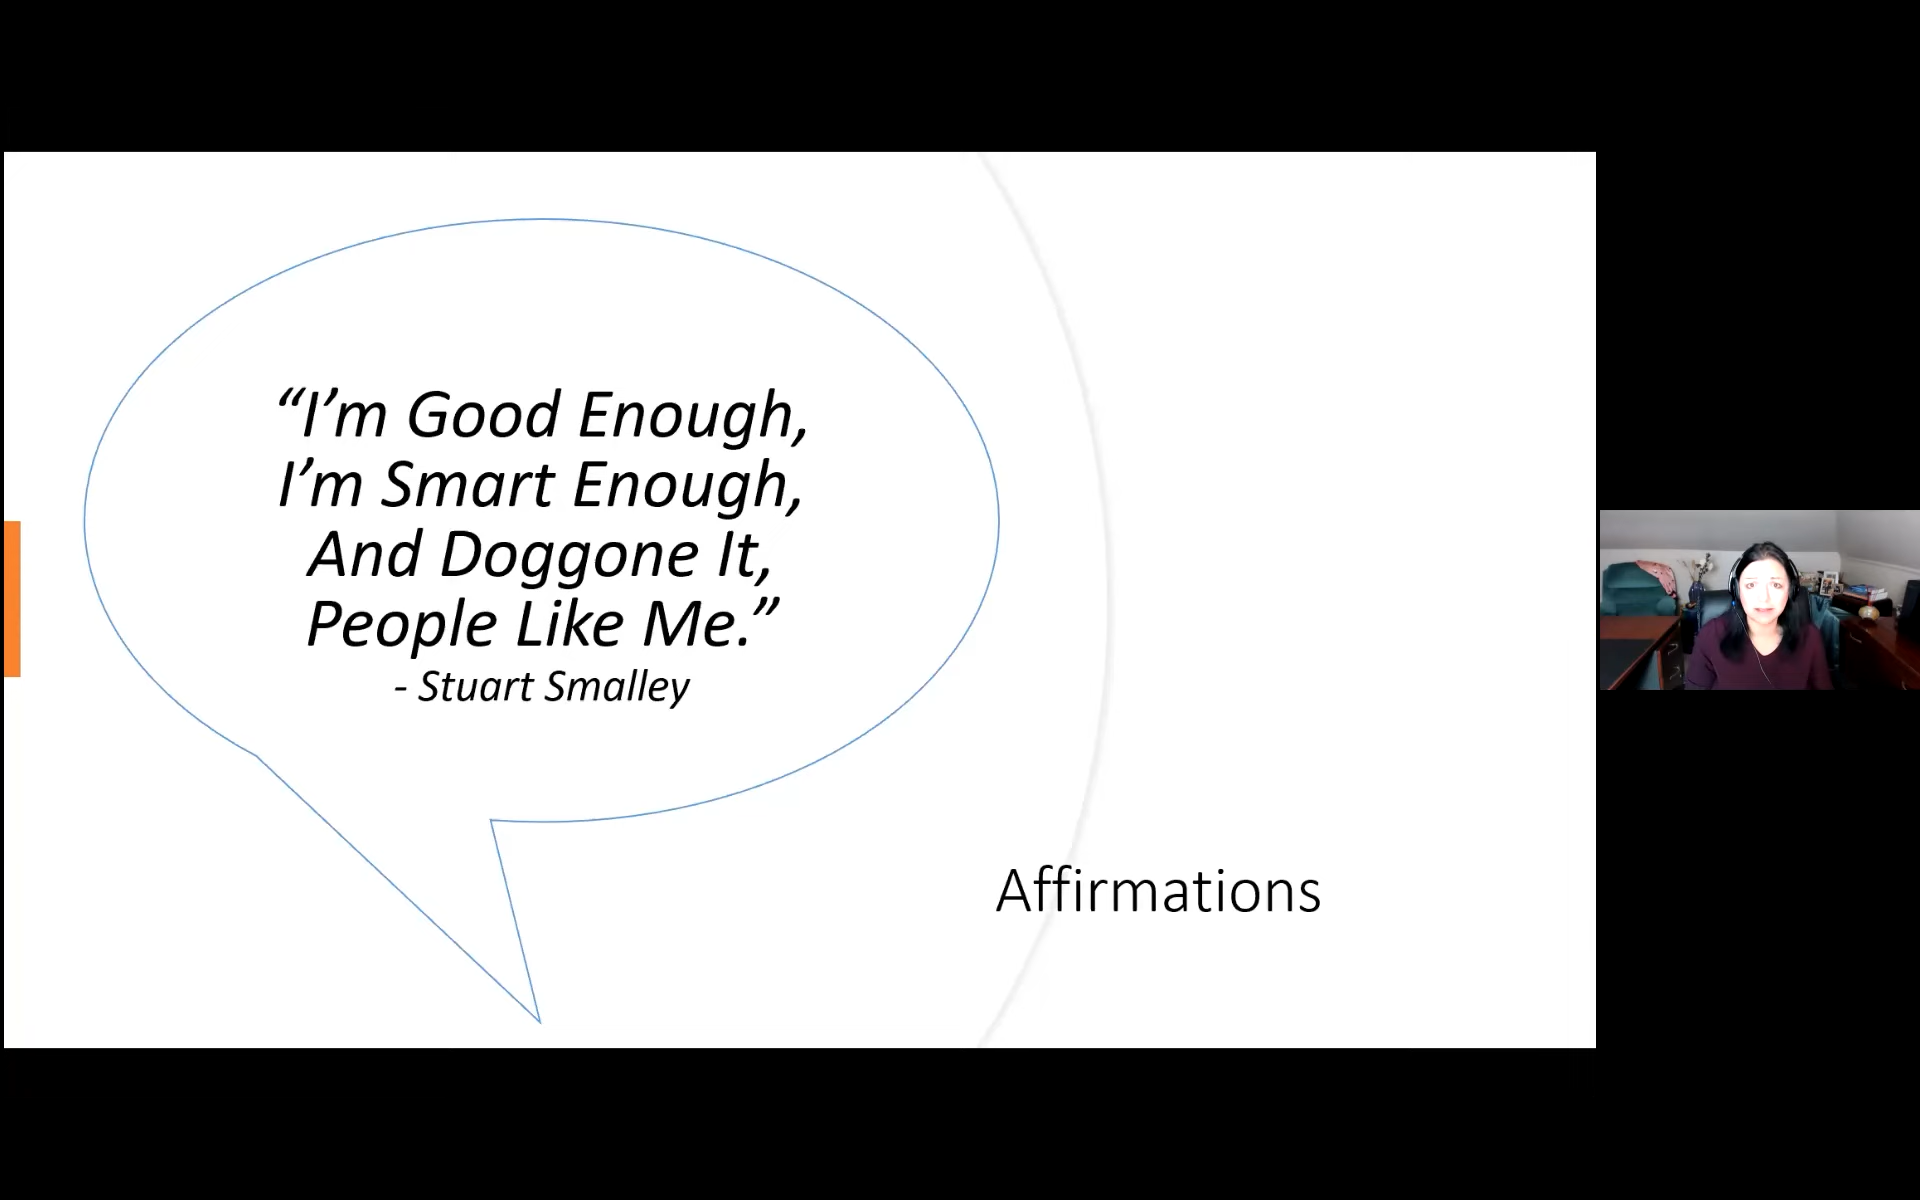 “I’m Good Enough,
I’m Smart Enough,
And Doggone It,
People Like Me.”
- Stuart Smalley
Affirmations